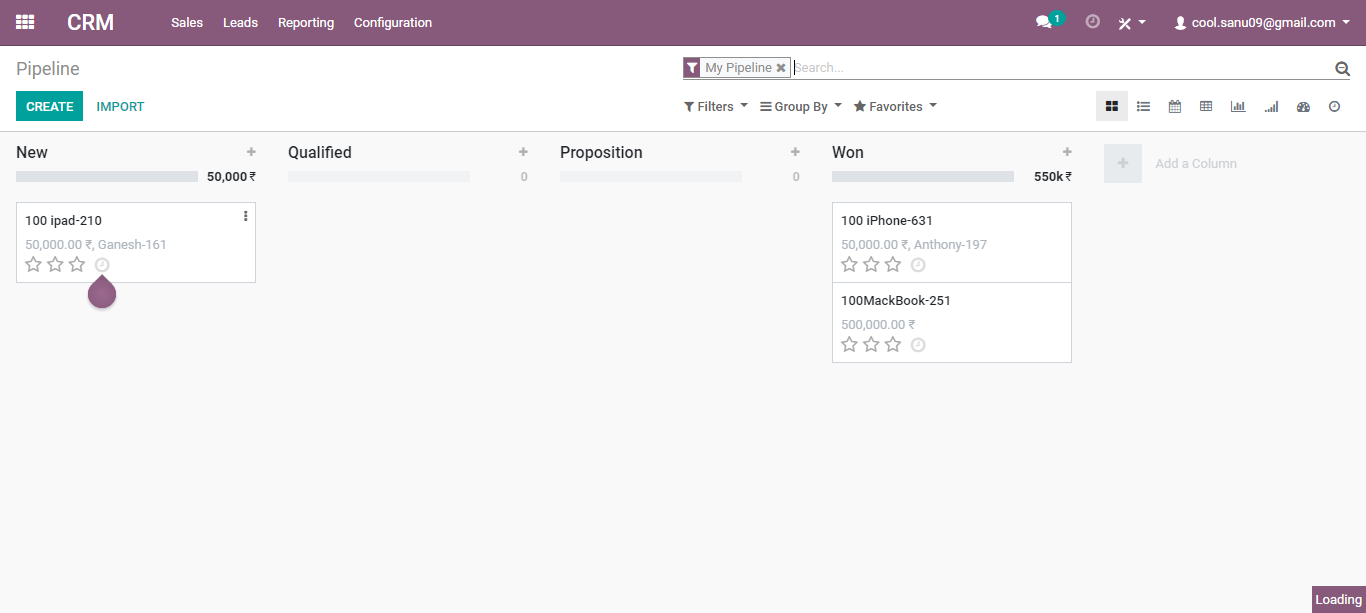 CRM Sales Leads Reporting Configuration 1 cool.sanu09@gmail.com
Pipeline My Pipeline Search...
CREATE IMPORT Filters Group By Favorites
New Qualified Proposition Won Add a Column
50,000 ₹ 0 0 550k ₹
100 ipad-210
50,000.00 ₹, Ganesh-161
100 iPhone-631
50,000.00 ₹, Anthony-197
100MackBook-251
500,000.00 ₹
Loading